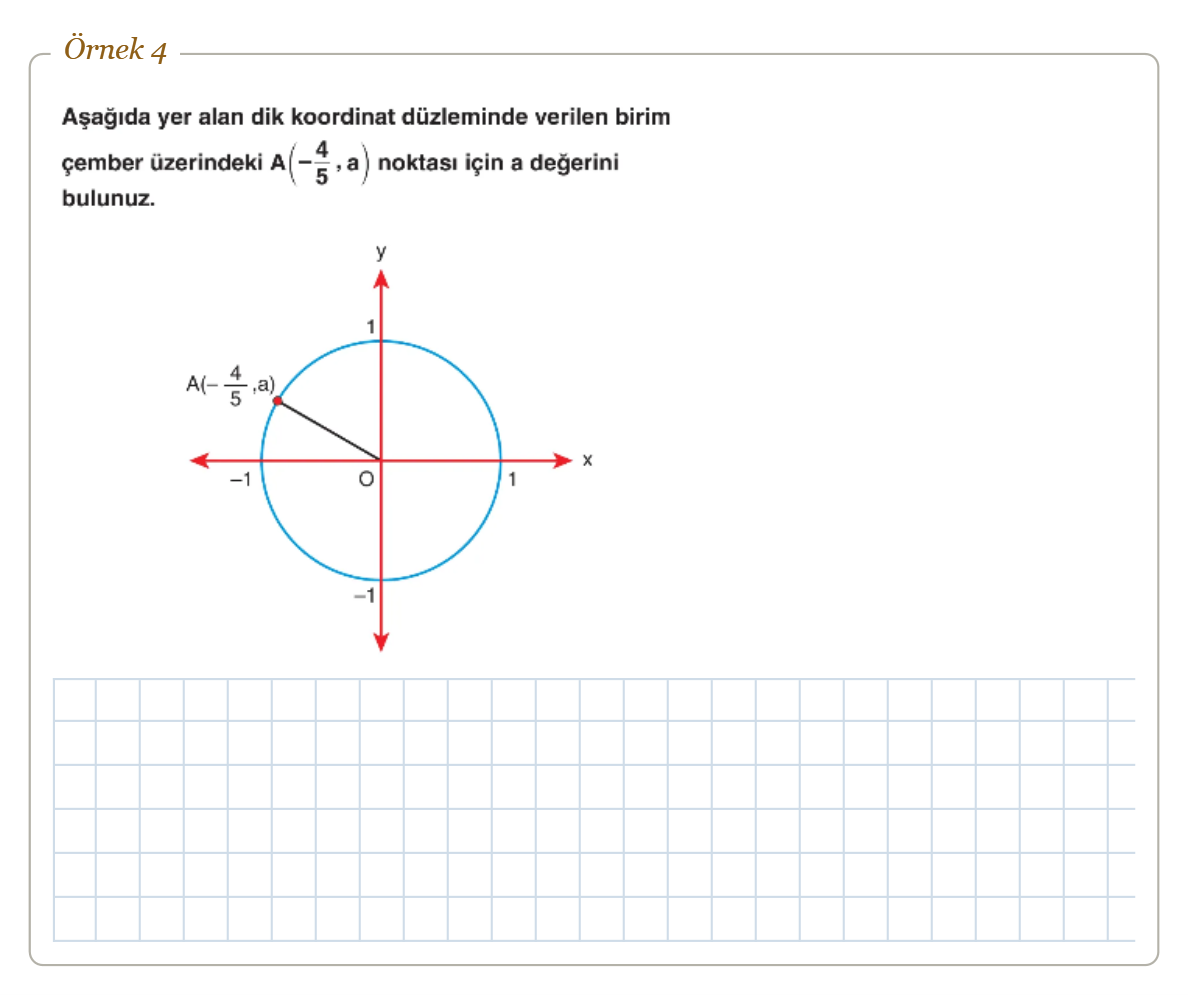 Örnek 4
Aşağıda yer alan dik koordinat düzleminde verilen birim
çember üzerindeki A(-4/5, a) noktası için a değerini
bulunuz.
y
1
A(-4/5,a)
x
-1
O
1
-1